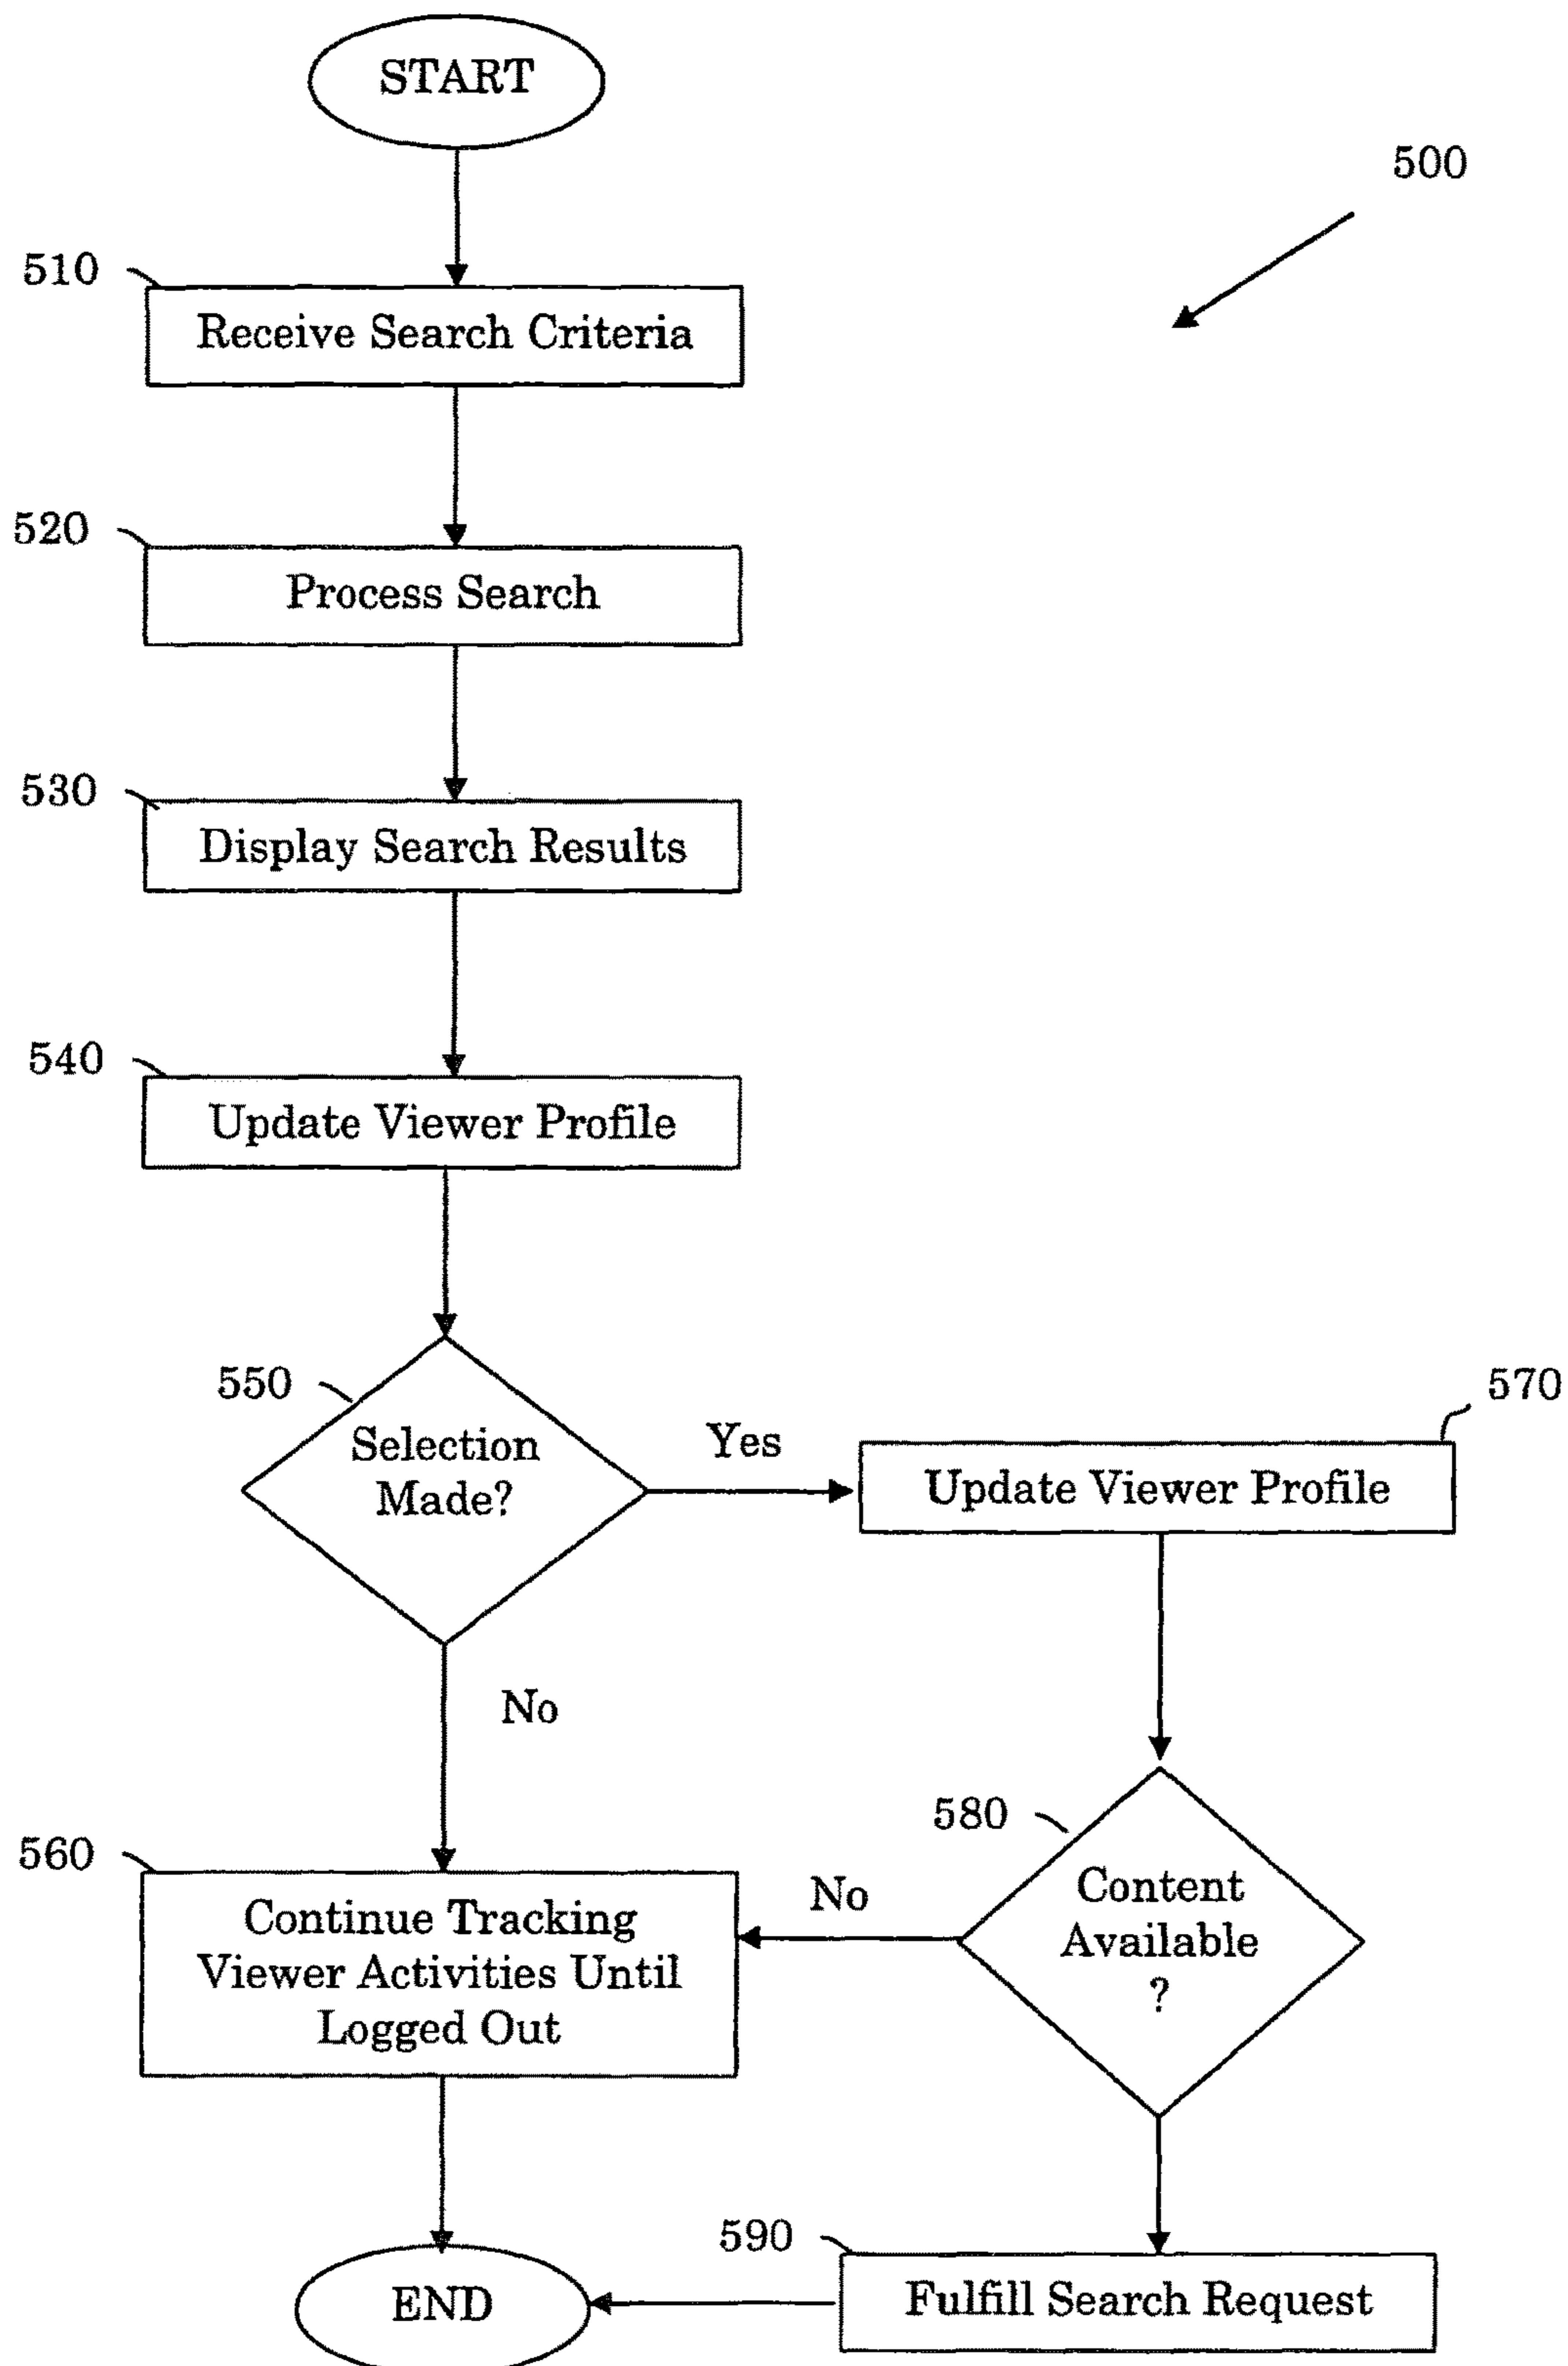 START
500
510
Receive Search Criteria
520
Process Search
530
Display Search Results
540
Update Viewer Profile
550
Selection
Made?
Yes
570
Update Viewer Profile
No
580
Content
Available
?
No
560
Continue Tracking
Viewer Activities Until
Logged Out
590
Fulfill Search Request
END